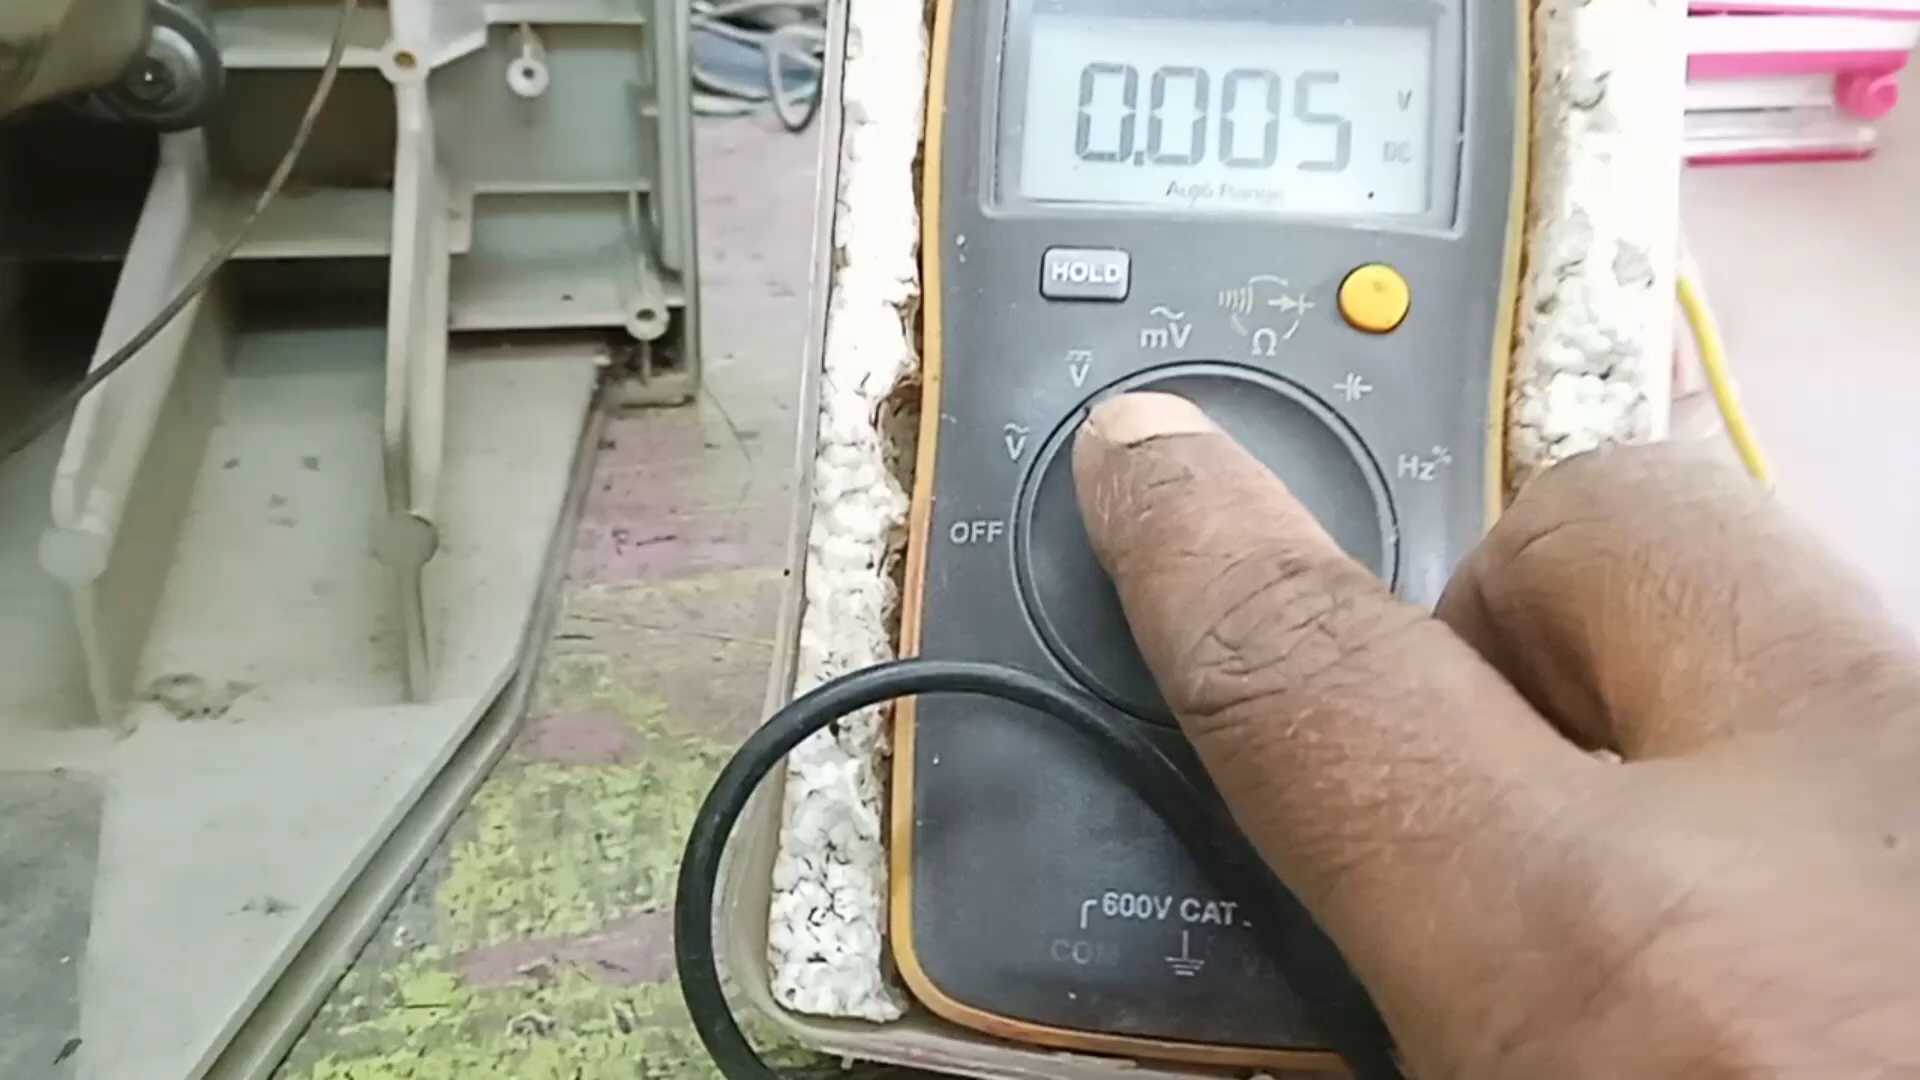 0.005 V
DC
Auto Range
HOLD
mV
V
Ω
V
Hz%
OFF
600V CAT
COM